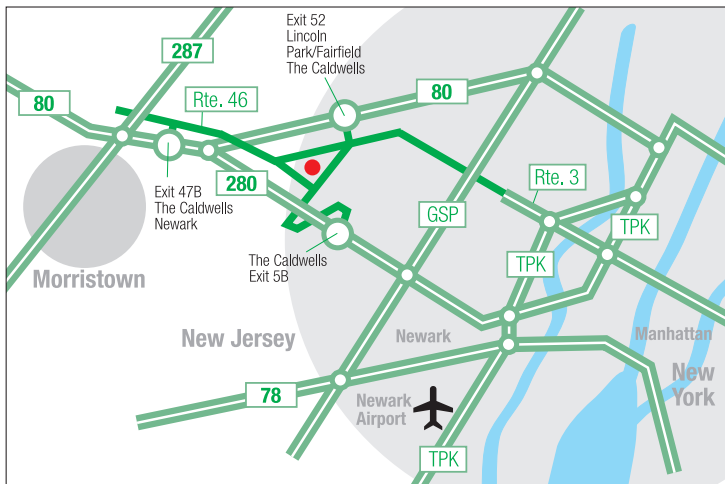 Exit 52
Lincoln
Park/Fairfield
The Caldwells
287
80
Rte. 46
80
Exit 47B
The Caldwells
Newark
280
Rte. 3
GSP
TPK
TPK
The Caldwells
Exit 5B
Morristown
New Jersey
Newark
Manhattan
New
York
78
Newark
Airport
TPK